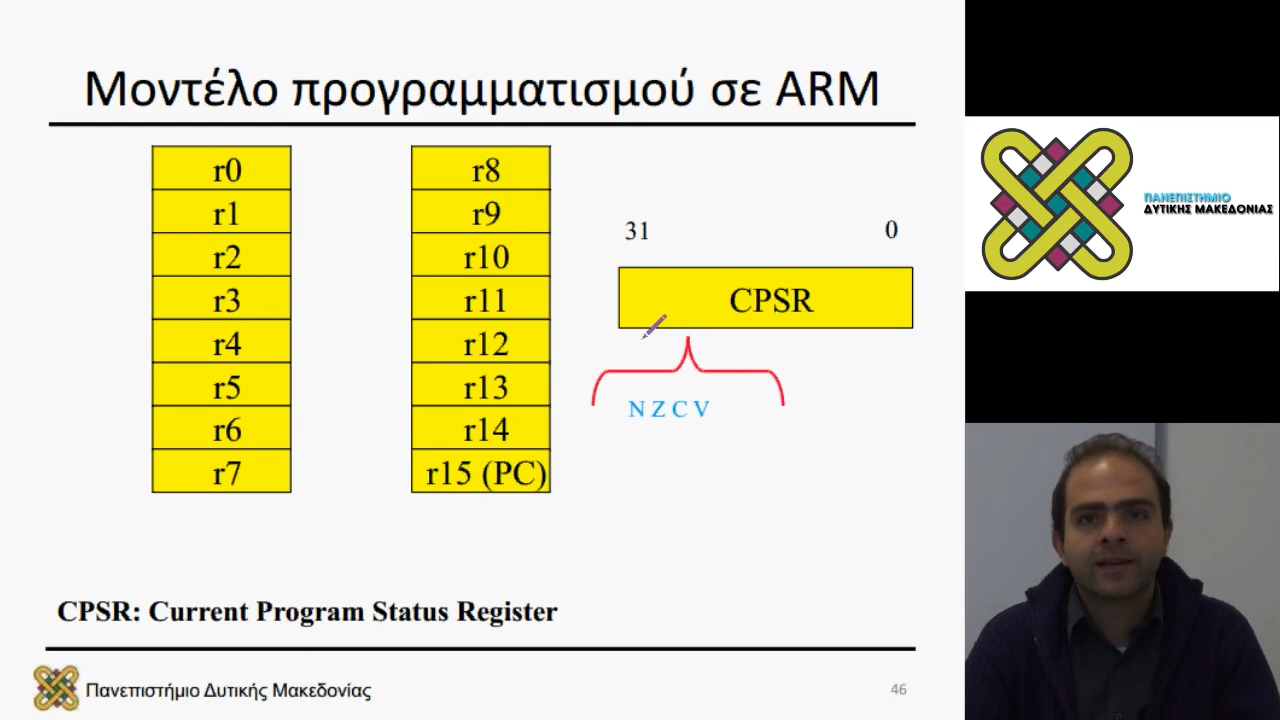 Μοντέλο προγραμματισμού σε ARM
r0
r1
r2
r3
r4
r5
r6
r7
r8
r9
r10
r11
r12
r13
r14
r15 (PC)
31 0
CPSR
N Z C V
CPSR: Current Program Status Register
Πανεπιστήμιο Δυτικής Μακεδονίας
46
ΠΑΝΕΠΙΣΤΗΜΙΟ
ΔΥΤΙΚΗΣ ΜΑΚΕΔΟΝΙΑΣ